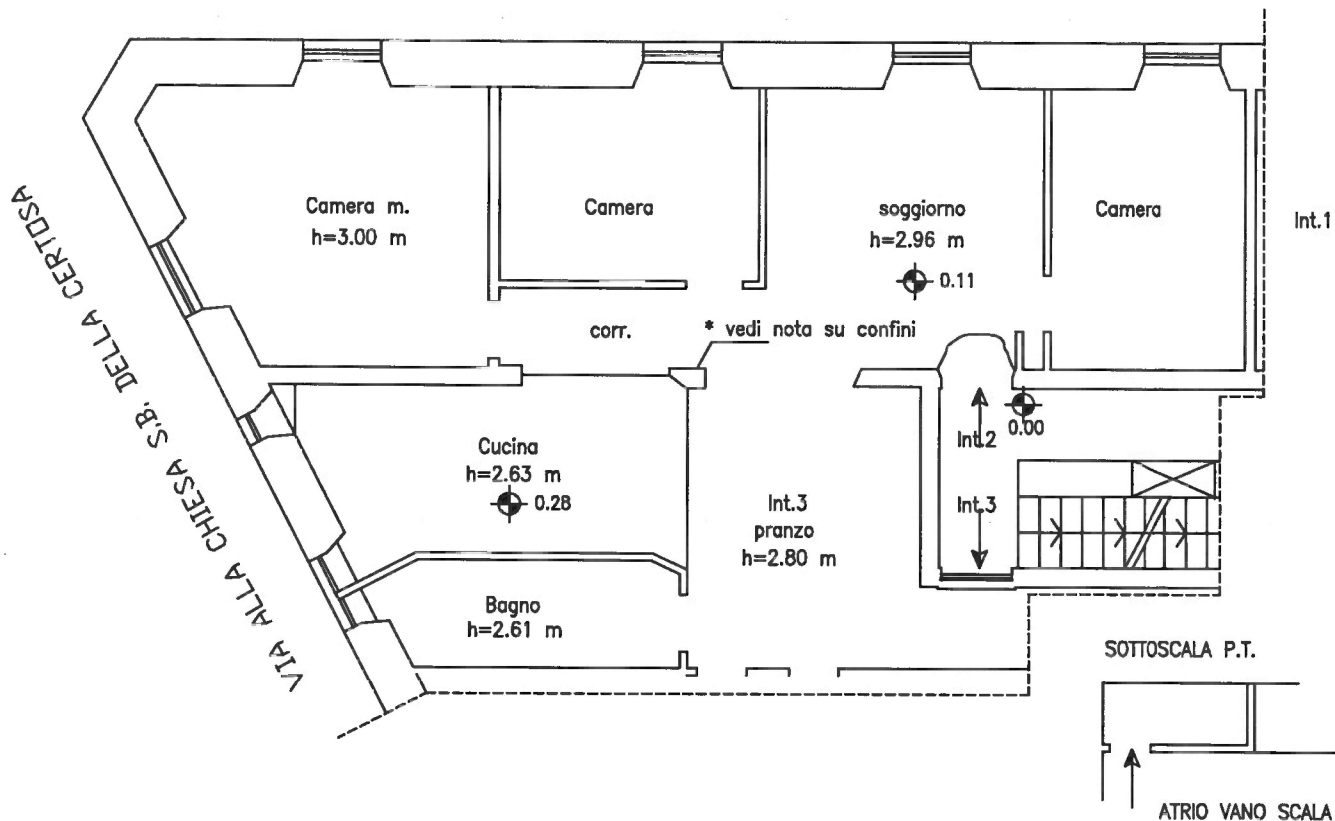 Camera m.
h=3.00 m
Camera
soggiorno
h=2.96 m
0.11
Camera
Int.1
VIA ALLA CHIESA S.B. DELLA CERTOSA
corr.
* vedi nota su confini
Cucina
h=2.63 m
0.28
Int.2
0.00
Int.3
Int.3
pranzo
h=2.80 m
Bagno
h=2.61 m
SOTTOSCALA P.T.
ATRIO VANO SCALA